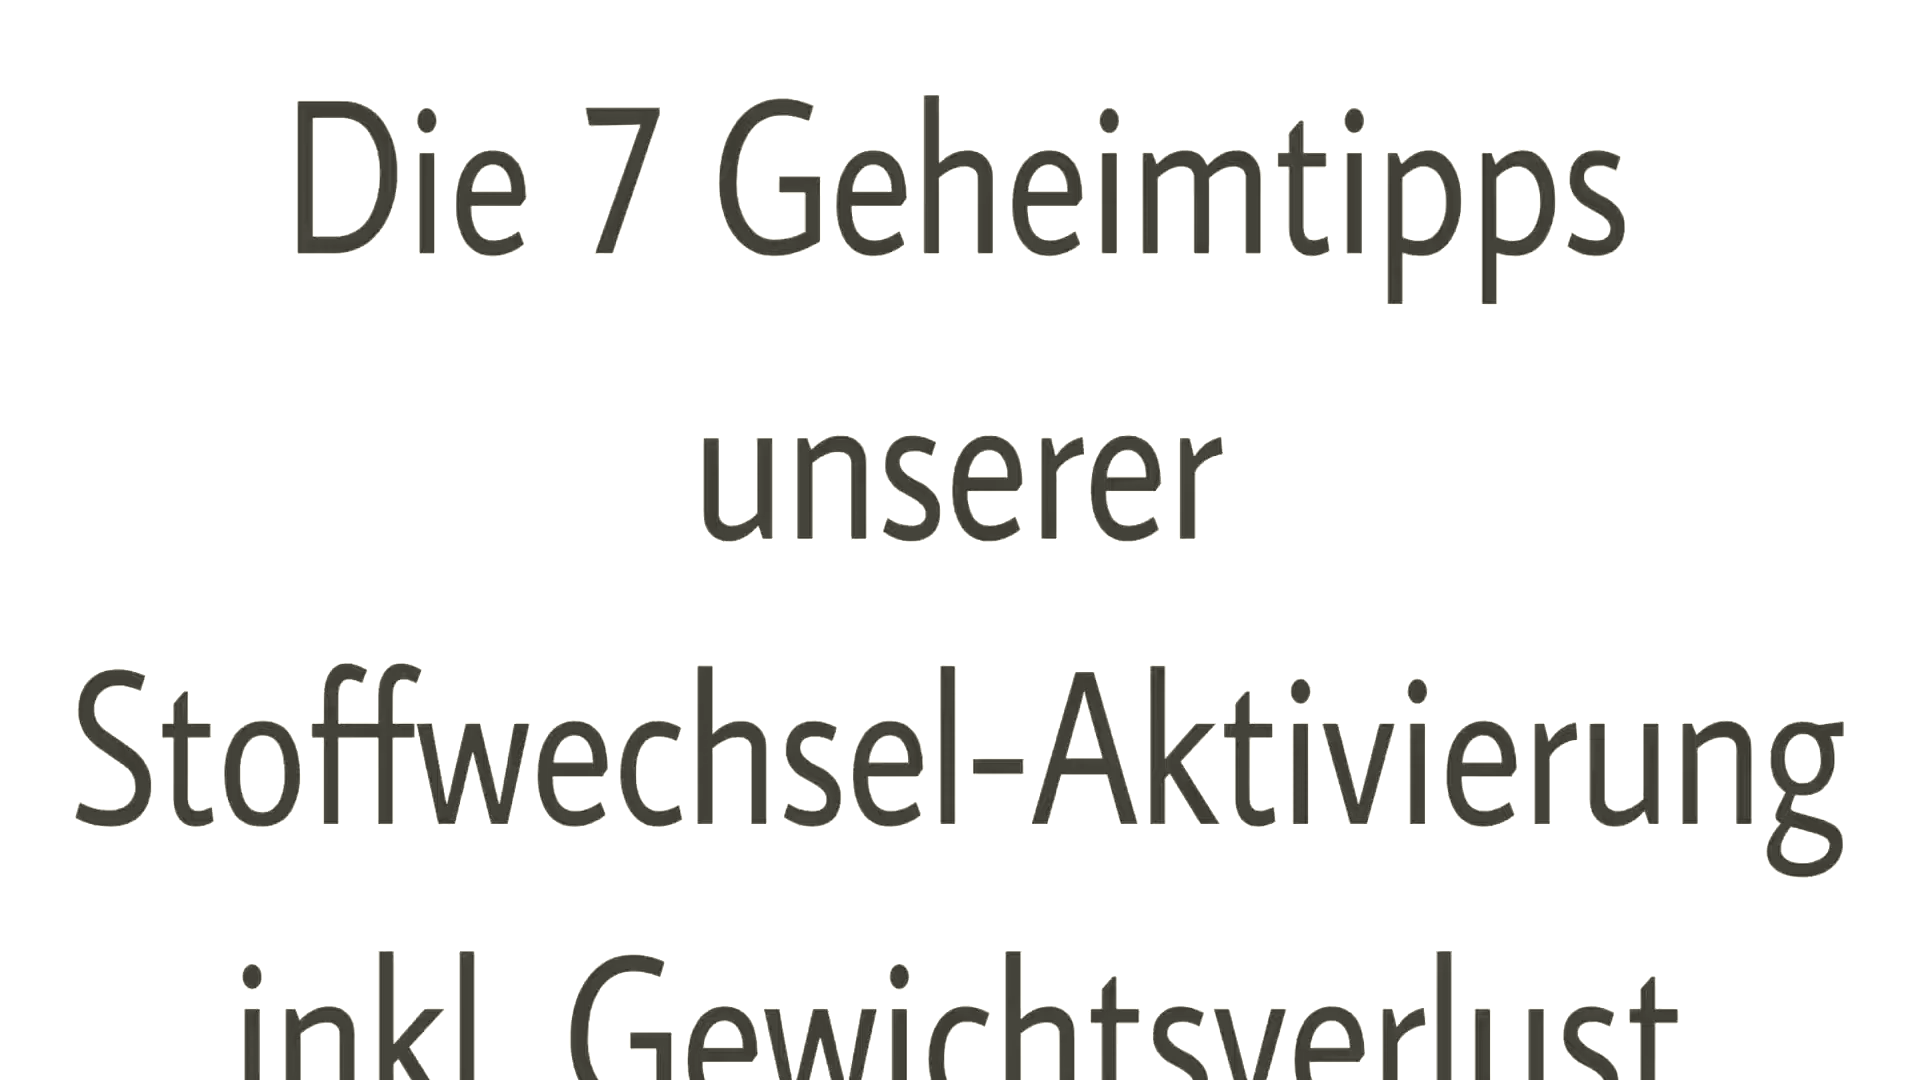 Die 7 Geheimtipps
unserer
Stoffwechsel-Aktivierung
inkl. Gewichtsverlust